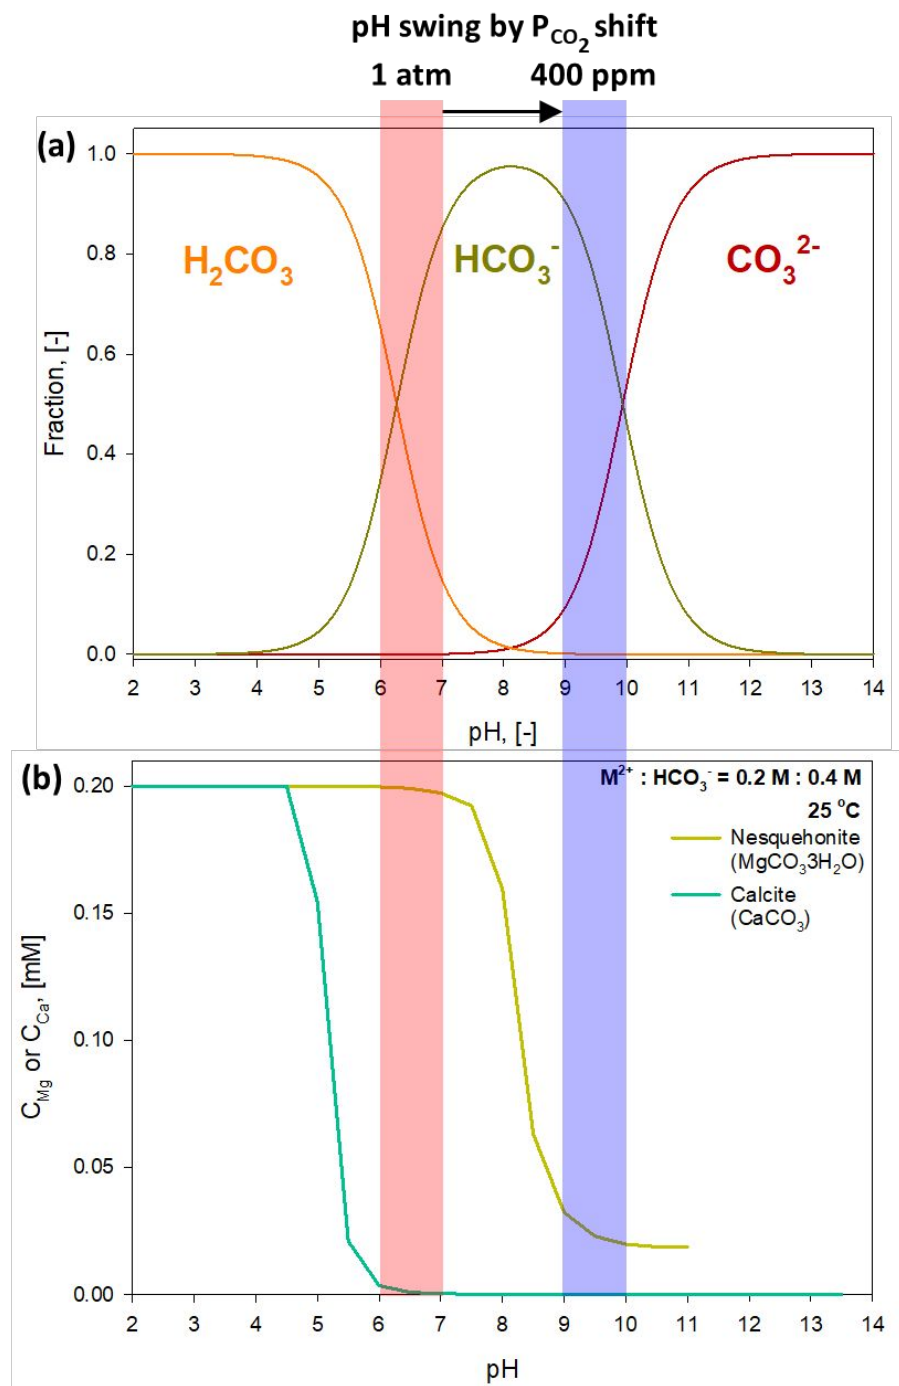 pH swing by P_CO₂ shift
1 atm 400 ppm
(a)
1.0
0.8
0.6
0.4
0.2
0.0
Fraction, [-]
H₂CO₃ HCO₃⁻ CO₃²⁻
2 3 4 5 6 7 8 9 10 11 12 13 14
pH, [-]
(b)
M²⁺ : HCO₃⁻ = 0.2 M : 0.4 M
25 °C
Nesquehonite
(MgCO₃3H₂O)
Calcite
(CaCO₃)
0.20
0.15
0.10
0.05
0.00
C_Mg or C_Ca, [mM]
2 3 4 5 6 7 8 9 10 11 12 13 14
pH